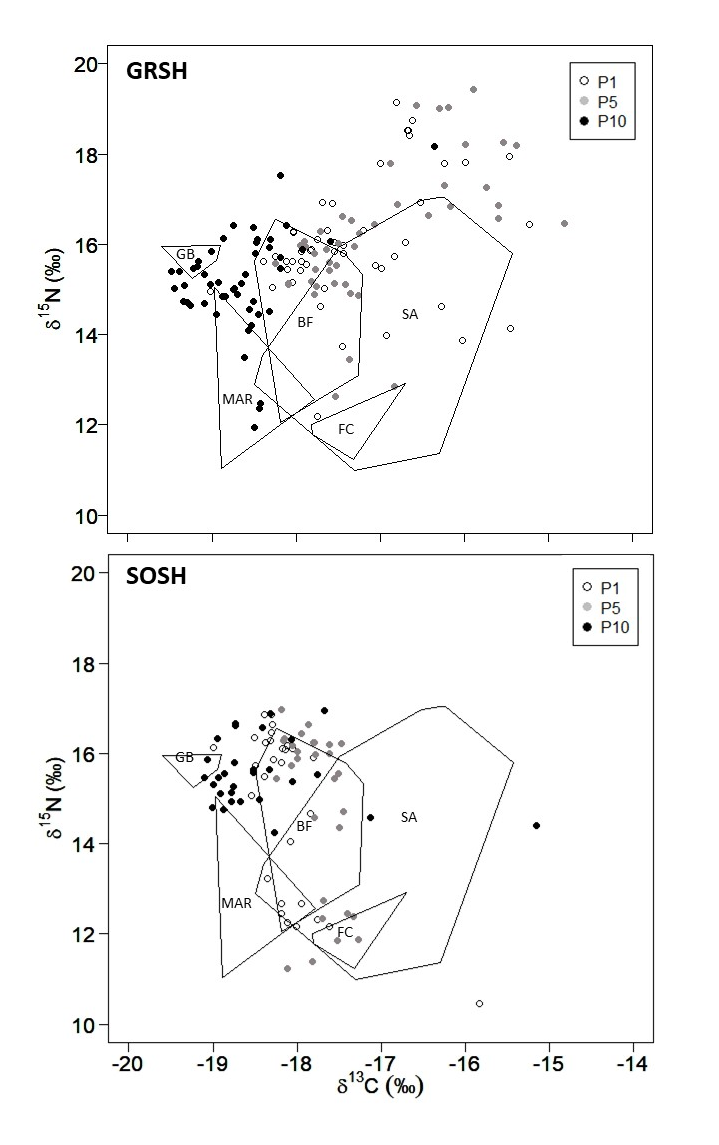 GRSH
P1
P5
P10
20
18
16
14
12
10
δ ¹⁵N (‰)
GB
BF
SA
MAR
FC
SOSH
P1
P5
P10
20
18
16
14
12
10
δ ¹⁵N (‰)
GB
BF
SA
MAR
FC
-20 -19 -18 -17 -16 -15 -14
δ¹³C (‰)